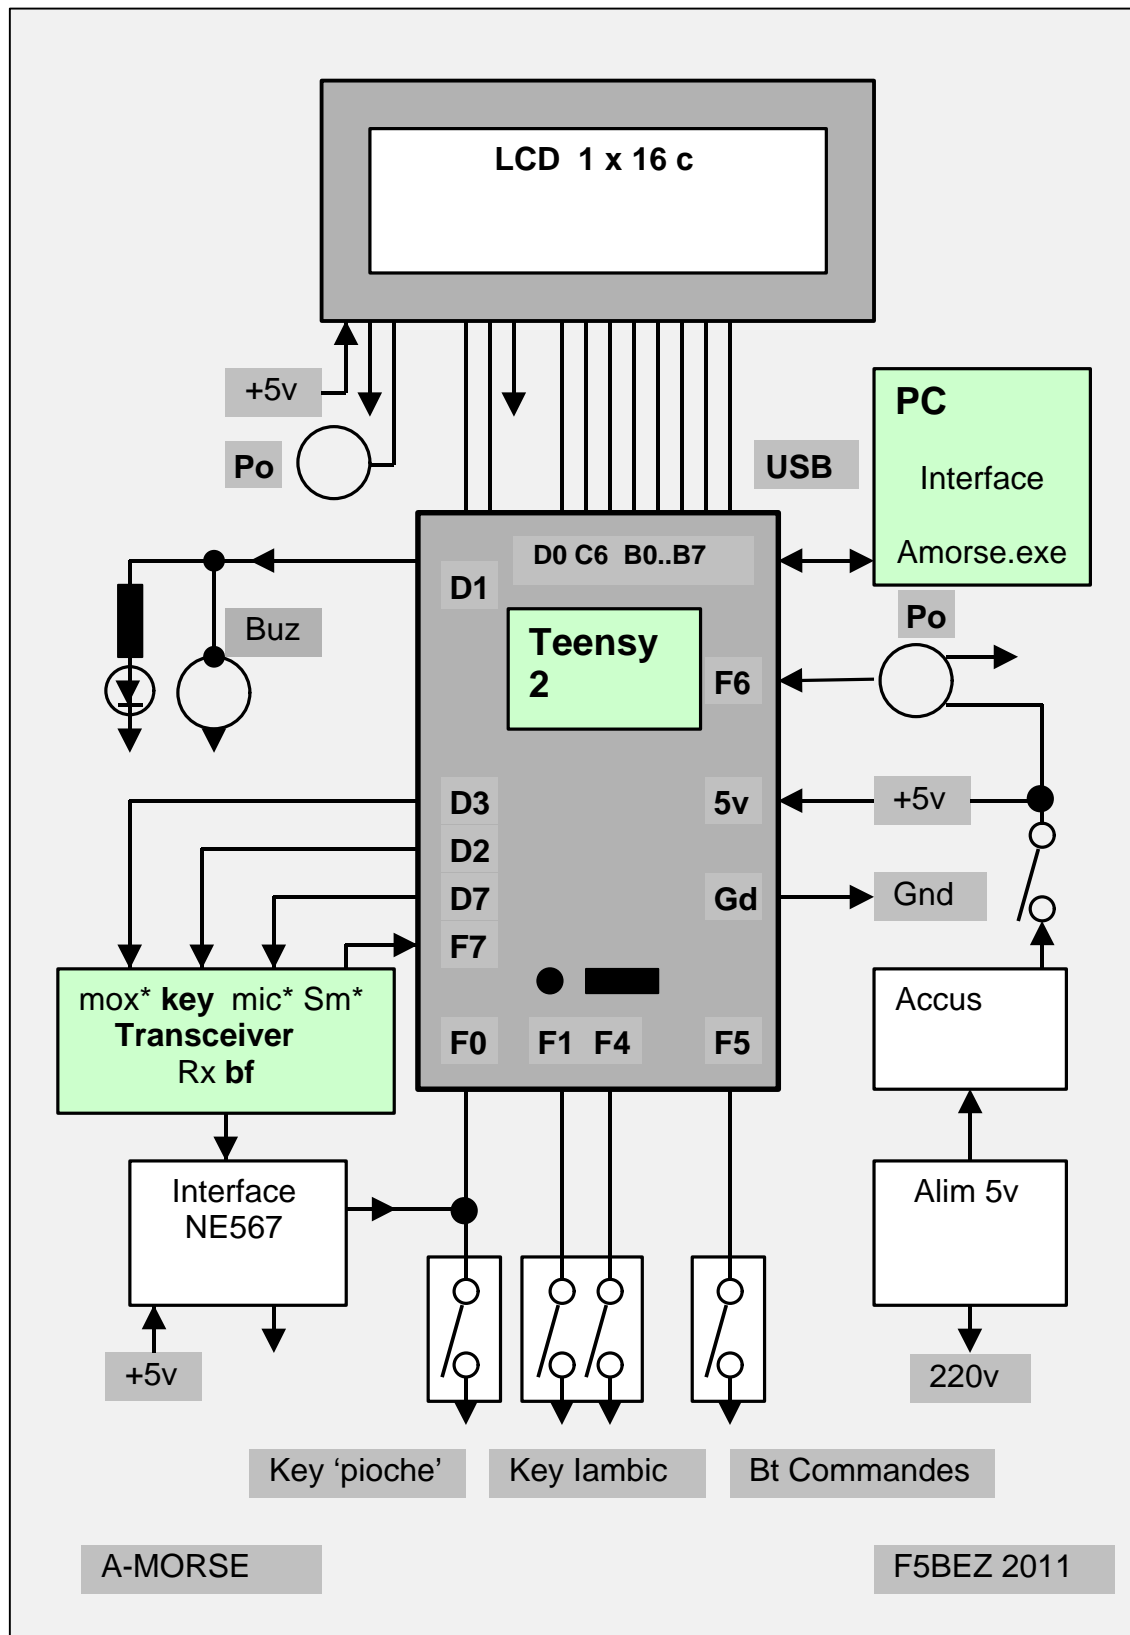 LCD 1 x 16 c
+5v
Po
USB
PC
Interface
Amorse.exe
D0 C6 B0..B7
D1
Buz
Teensy
2
Po
F6
D3
5v
+5v
D2
D7
Gd
Gnd
F7
mox* key mic* Sm*
Transceiver
Rx bf
Accus
F0
F1
F4
F5
Interface
NE567
Alim 5v
+5v
220v
Key ‘pioche’
Key Iambic
Bt Commandes
A-MORSE
F5BEZ 2011